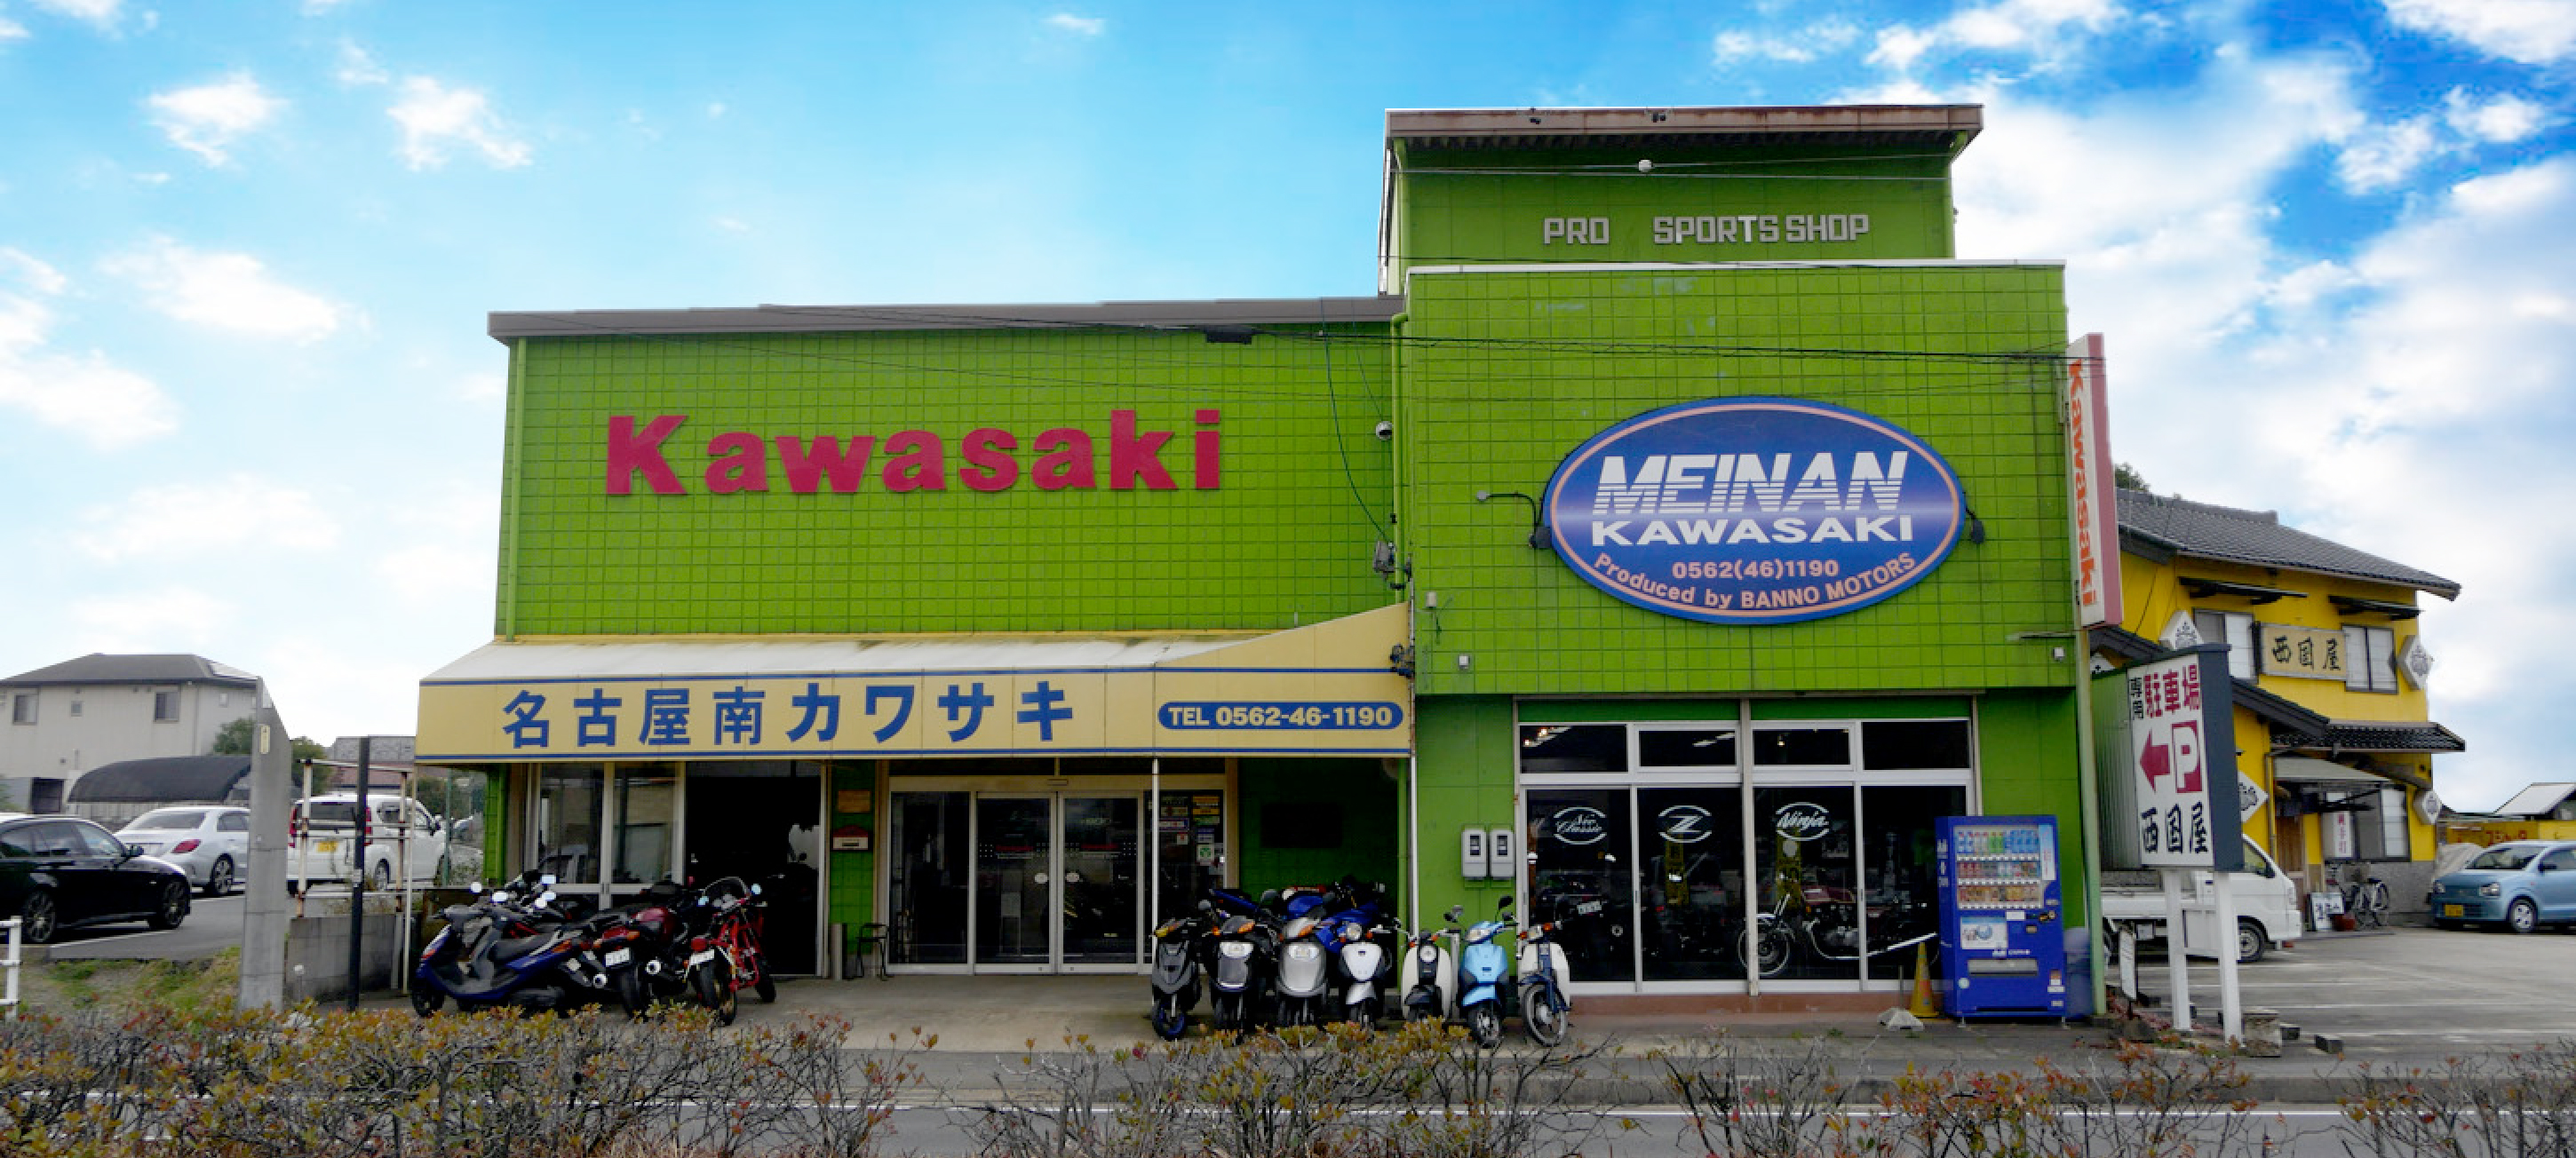 PRO SPORTS SHOP
Kawasaki
MEINAN
KAWASAKI
0562(46)1190
Produced by BANNO MOTORS
Kawasaki
名古屋南カワサキ
TEL 0562-46-1190
Z
Ninja
西国屋
専用駐車場
P
西国屋